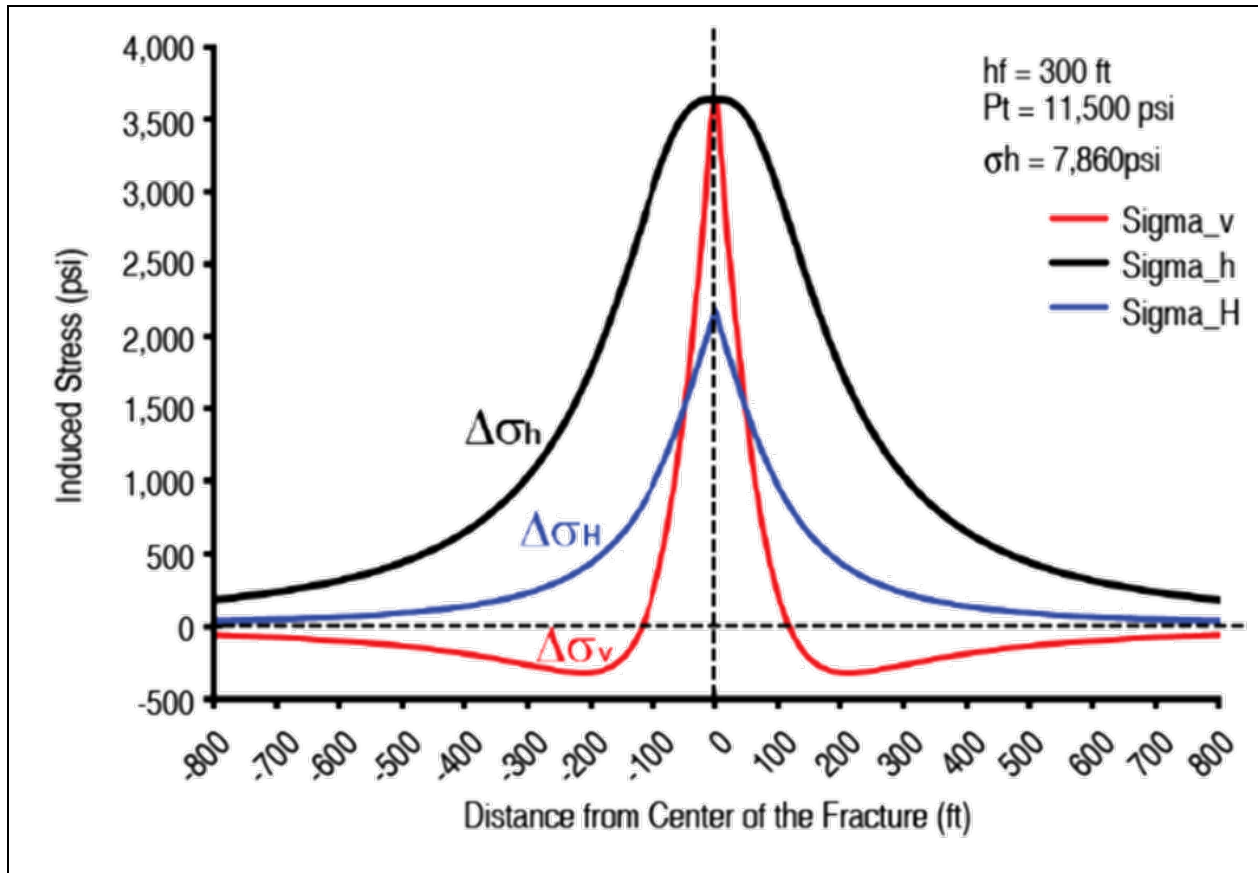 4,000
3,500
3,000
2,500
2,000
1,500
1,000
500
0
-500
Induced Stress (psi)
hf = 300 ft
Pt = 11,500 psi
σh = 7,860psi
Sigma_v
Sigma_h
Sigma_H
Δσh
ΔσH
Δσv
-800 -700 -600 -500 -400 -300 -200 -100 0 100 200 300 400 500 600 700 800
Distance from Center of the Fracture (ft)